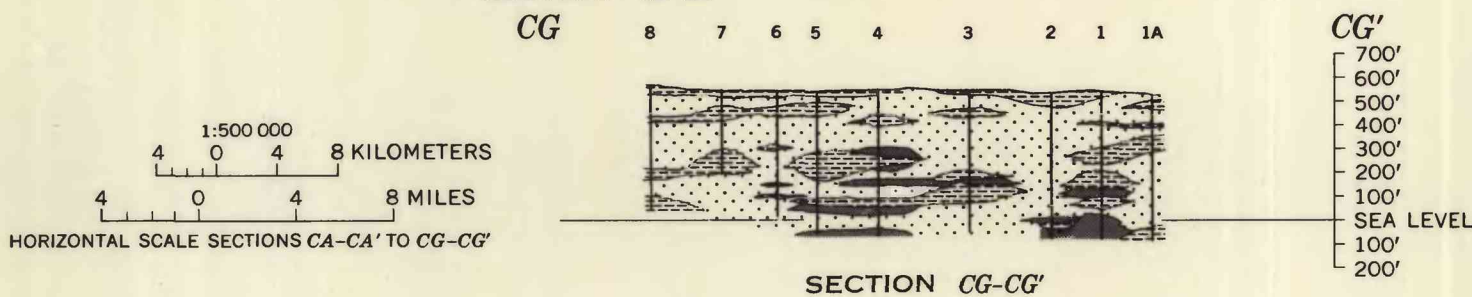 CG 8 7 6 5 4 3 2 1 1A CG'
700'
600'
500'
400'
300'
200'
100'
SEA LEVEL
100'
200'
1:500 000
4 0 4 8 KILOMETERS
4 0 4 8 MILES
HORIZONTAL SCALE SECTIONS CA-CA' TO CG-CG'
SECTION CG-CG'